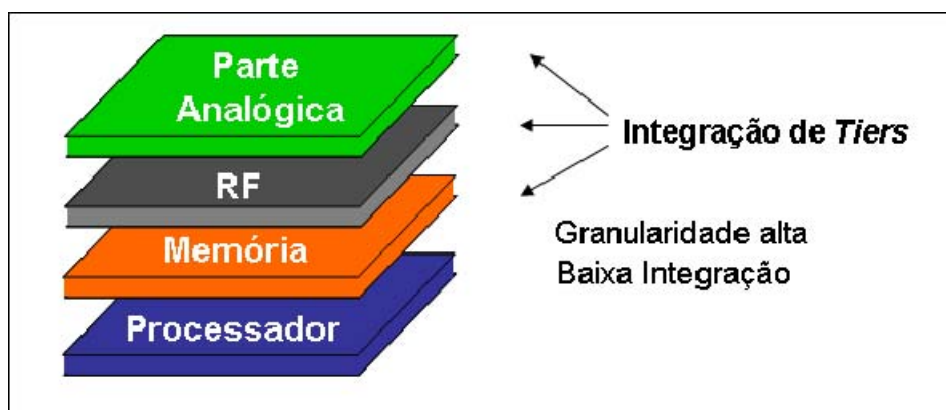 Parte
Analógica
RF
Memória
Processador
Integração de Tiers
Granularidade alta
Baixa Integração